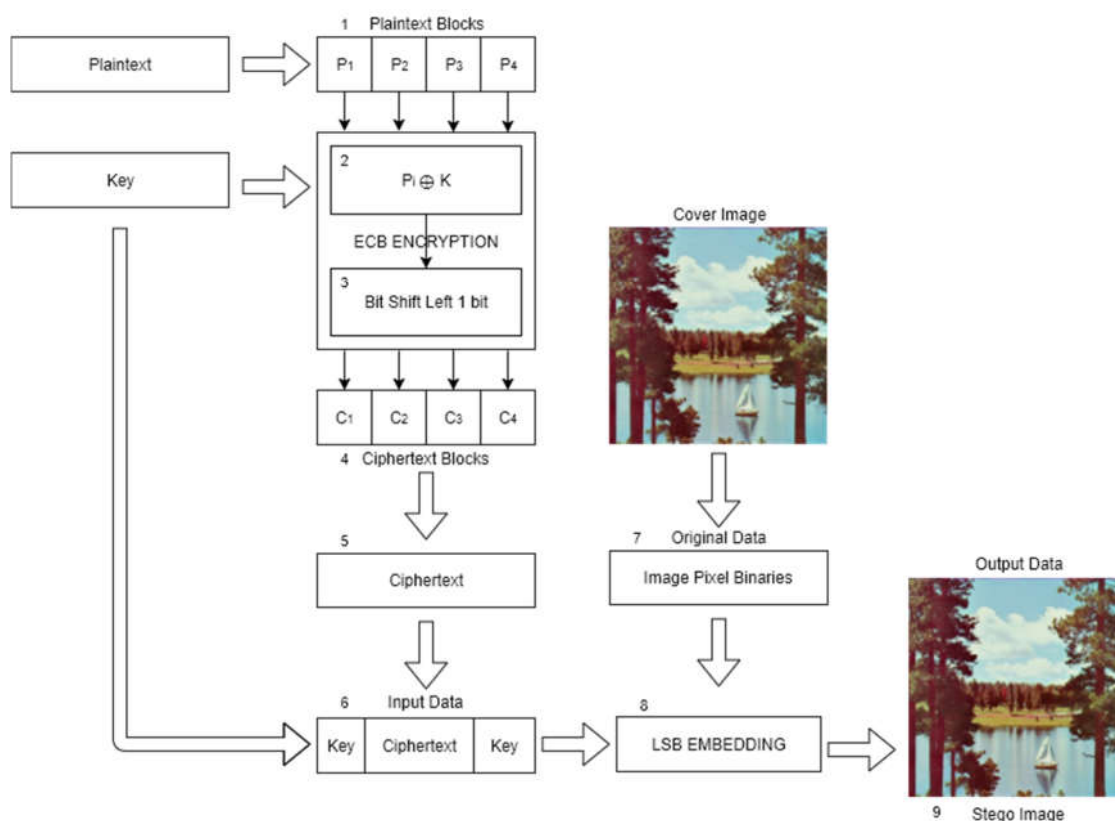 1 Plaintext Blocks
Plaintext
P1 P2 P3 P4
Key
2
Pi ⊕ K
ECB ENCRYPTION
3
Bit Shift Left 1 bit
C1 C2 C3 C4
4 Ciphertext Blocks
5
Ciphertext
6 Input Data
Key Ciphertext Key
Cover Image
7 Original Data
Image Pixel Binaries
8
LSB EMBEDDING
Output Data
9 Stego Image